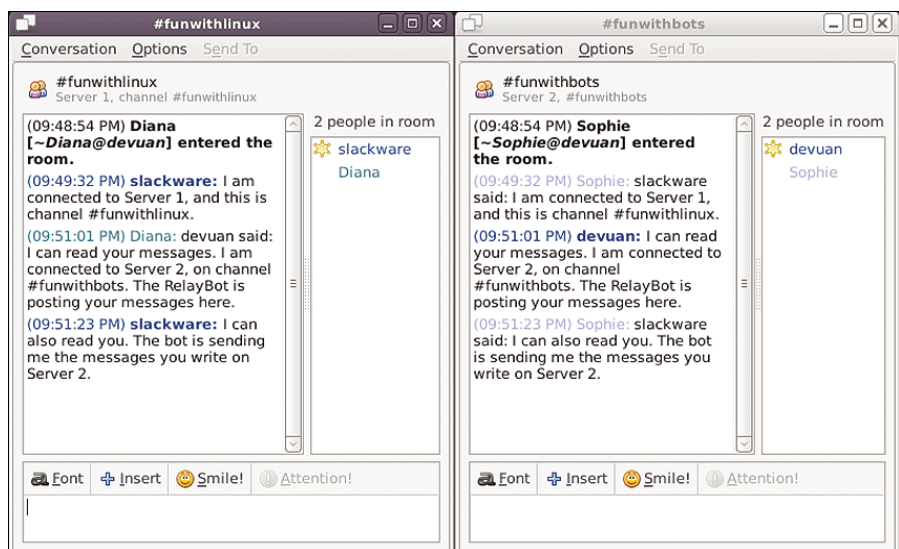 #funwithlinux
Conversation Options Send To
#funwithlinux
Server 1, channel #funwithlinux
(09:48:54 PM) Diana
[~Diana@devuan] entered the
room.
(09:49:32 PM) slackware: I am
connected to Server 1, and this is
channel #funwithlinux.
(09:51:01 PM) Diana: devuan said:
I can read your messages. I am
connected to Server 2, on channel
#funwithbots. The RelayBot is
posting your messages here.
(09:51:23 PM) slackware: I can
also read you. The bot is sending
me the messages you write on
Server 2.
2 people in room
slackware
Diana
Font Insert Smile! Attention!
#funwithbots
Conversation Options Send To
#funwithbots
Server 2, #funwithbots
(09:48:54 PM) Sophie
[~Sophie@devuan] entered
the room.
(09:49:32 PM) Sophie: slackware
said: I am connected to Server 1,
and this is channel #funwithlinux.
(09:51:01 PM) devuan: I can read
your messages. I am connected to
Server 2, on channel
#funwithbots. The RelayBot is
posting your messages here.
(09:51:23 PM) Sophie: slackware
said: I can also read you. The bot
is sending me the messages you
write on Server 2.
2 people in room
devuan
Sophie
Font Insert Smile! Attention!